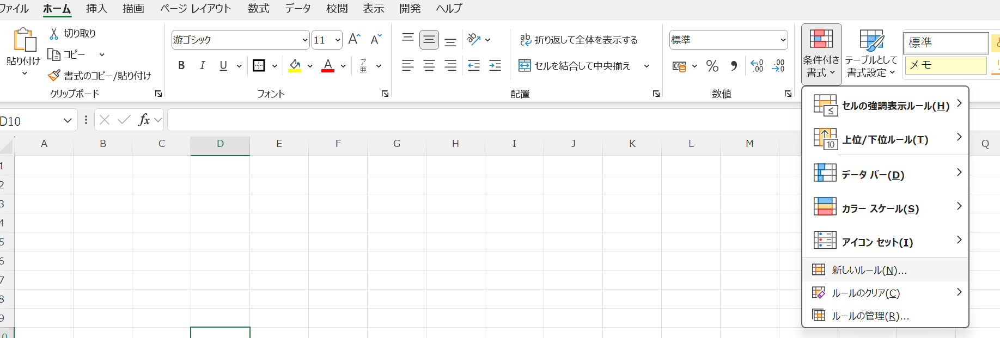 ファイル ホーム 挿入 描画 ページ レイアウト 数式 データ 校閲 表示 開発 ヘルプ
貼り付け
切り取り
コピー
書式のコピー/貼り付け
クリップボード
游ゴシック 11 A A
B I U A ア亜
フォント
ab 折り返して全体を表示する
セルを結合して中央揃え
配置
標準
% 9 .00 .00
数値
条件付き書式
テーブルとして書式設定
標準
メモ
セルの強調表示ルール(H)
10 上位/下位ルール(T)
データ バー(D)
カラー スケール(S)
アイコン セット(I)
新しいルール(N)...
ルールのクリア(C)
ルールの管理(R)...
D10 fx
A B C D E F G H I J K L M Q
1
2
3
4
5
6
7
8
9